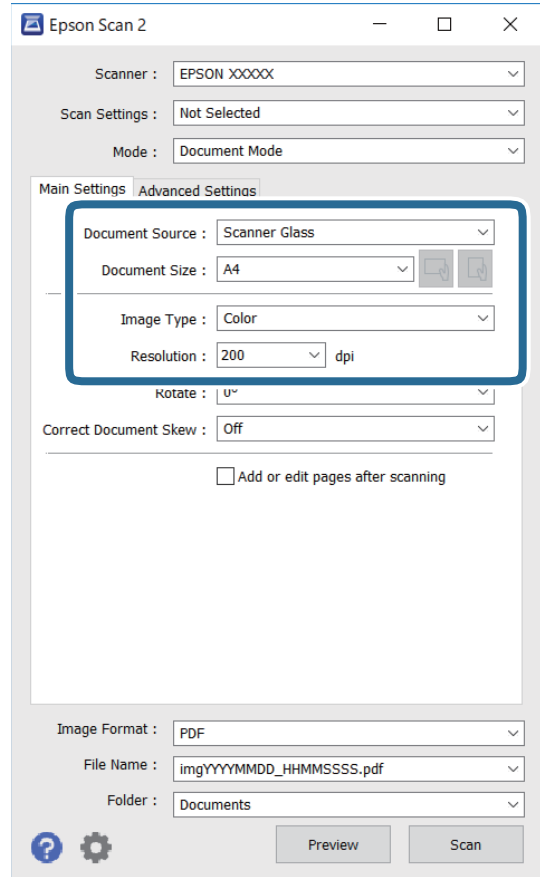 Epson Scan 2
Scanner : EPSON XXXXX
Scan Settings : Not Selected
Mode : Document Mode
Main Settings Advanced Settings
Document Source : Scanner Glass
Document Size : A4
Image Type : Color
Resolution : 200 dpi
Rotate : 0°
Correct Document Skew : Off
Add or edit pages after scanning
Image Format : PDF
File Name : imgYYYYMMDD_HHMMSSSS.pdf
Folder : Documents
? Preview Scan